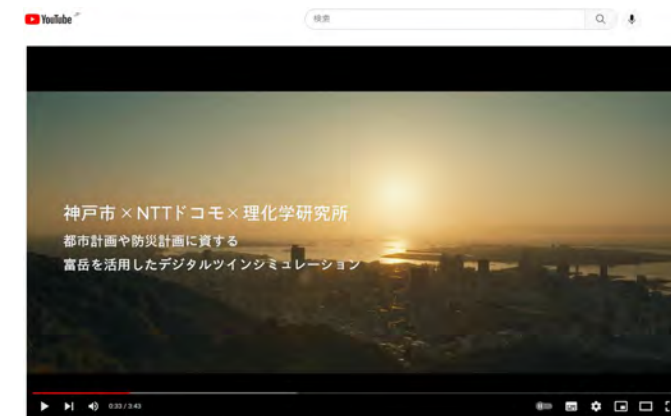 YouTube JP
検索
神戸市×NTTドコモ×理化学研究所
都市計画や防災計画に資する
富岳を活用したデジタルツインシミュレーション
0:33 / 3:43